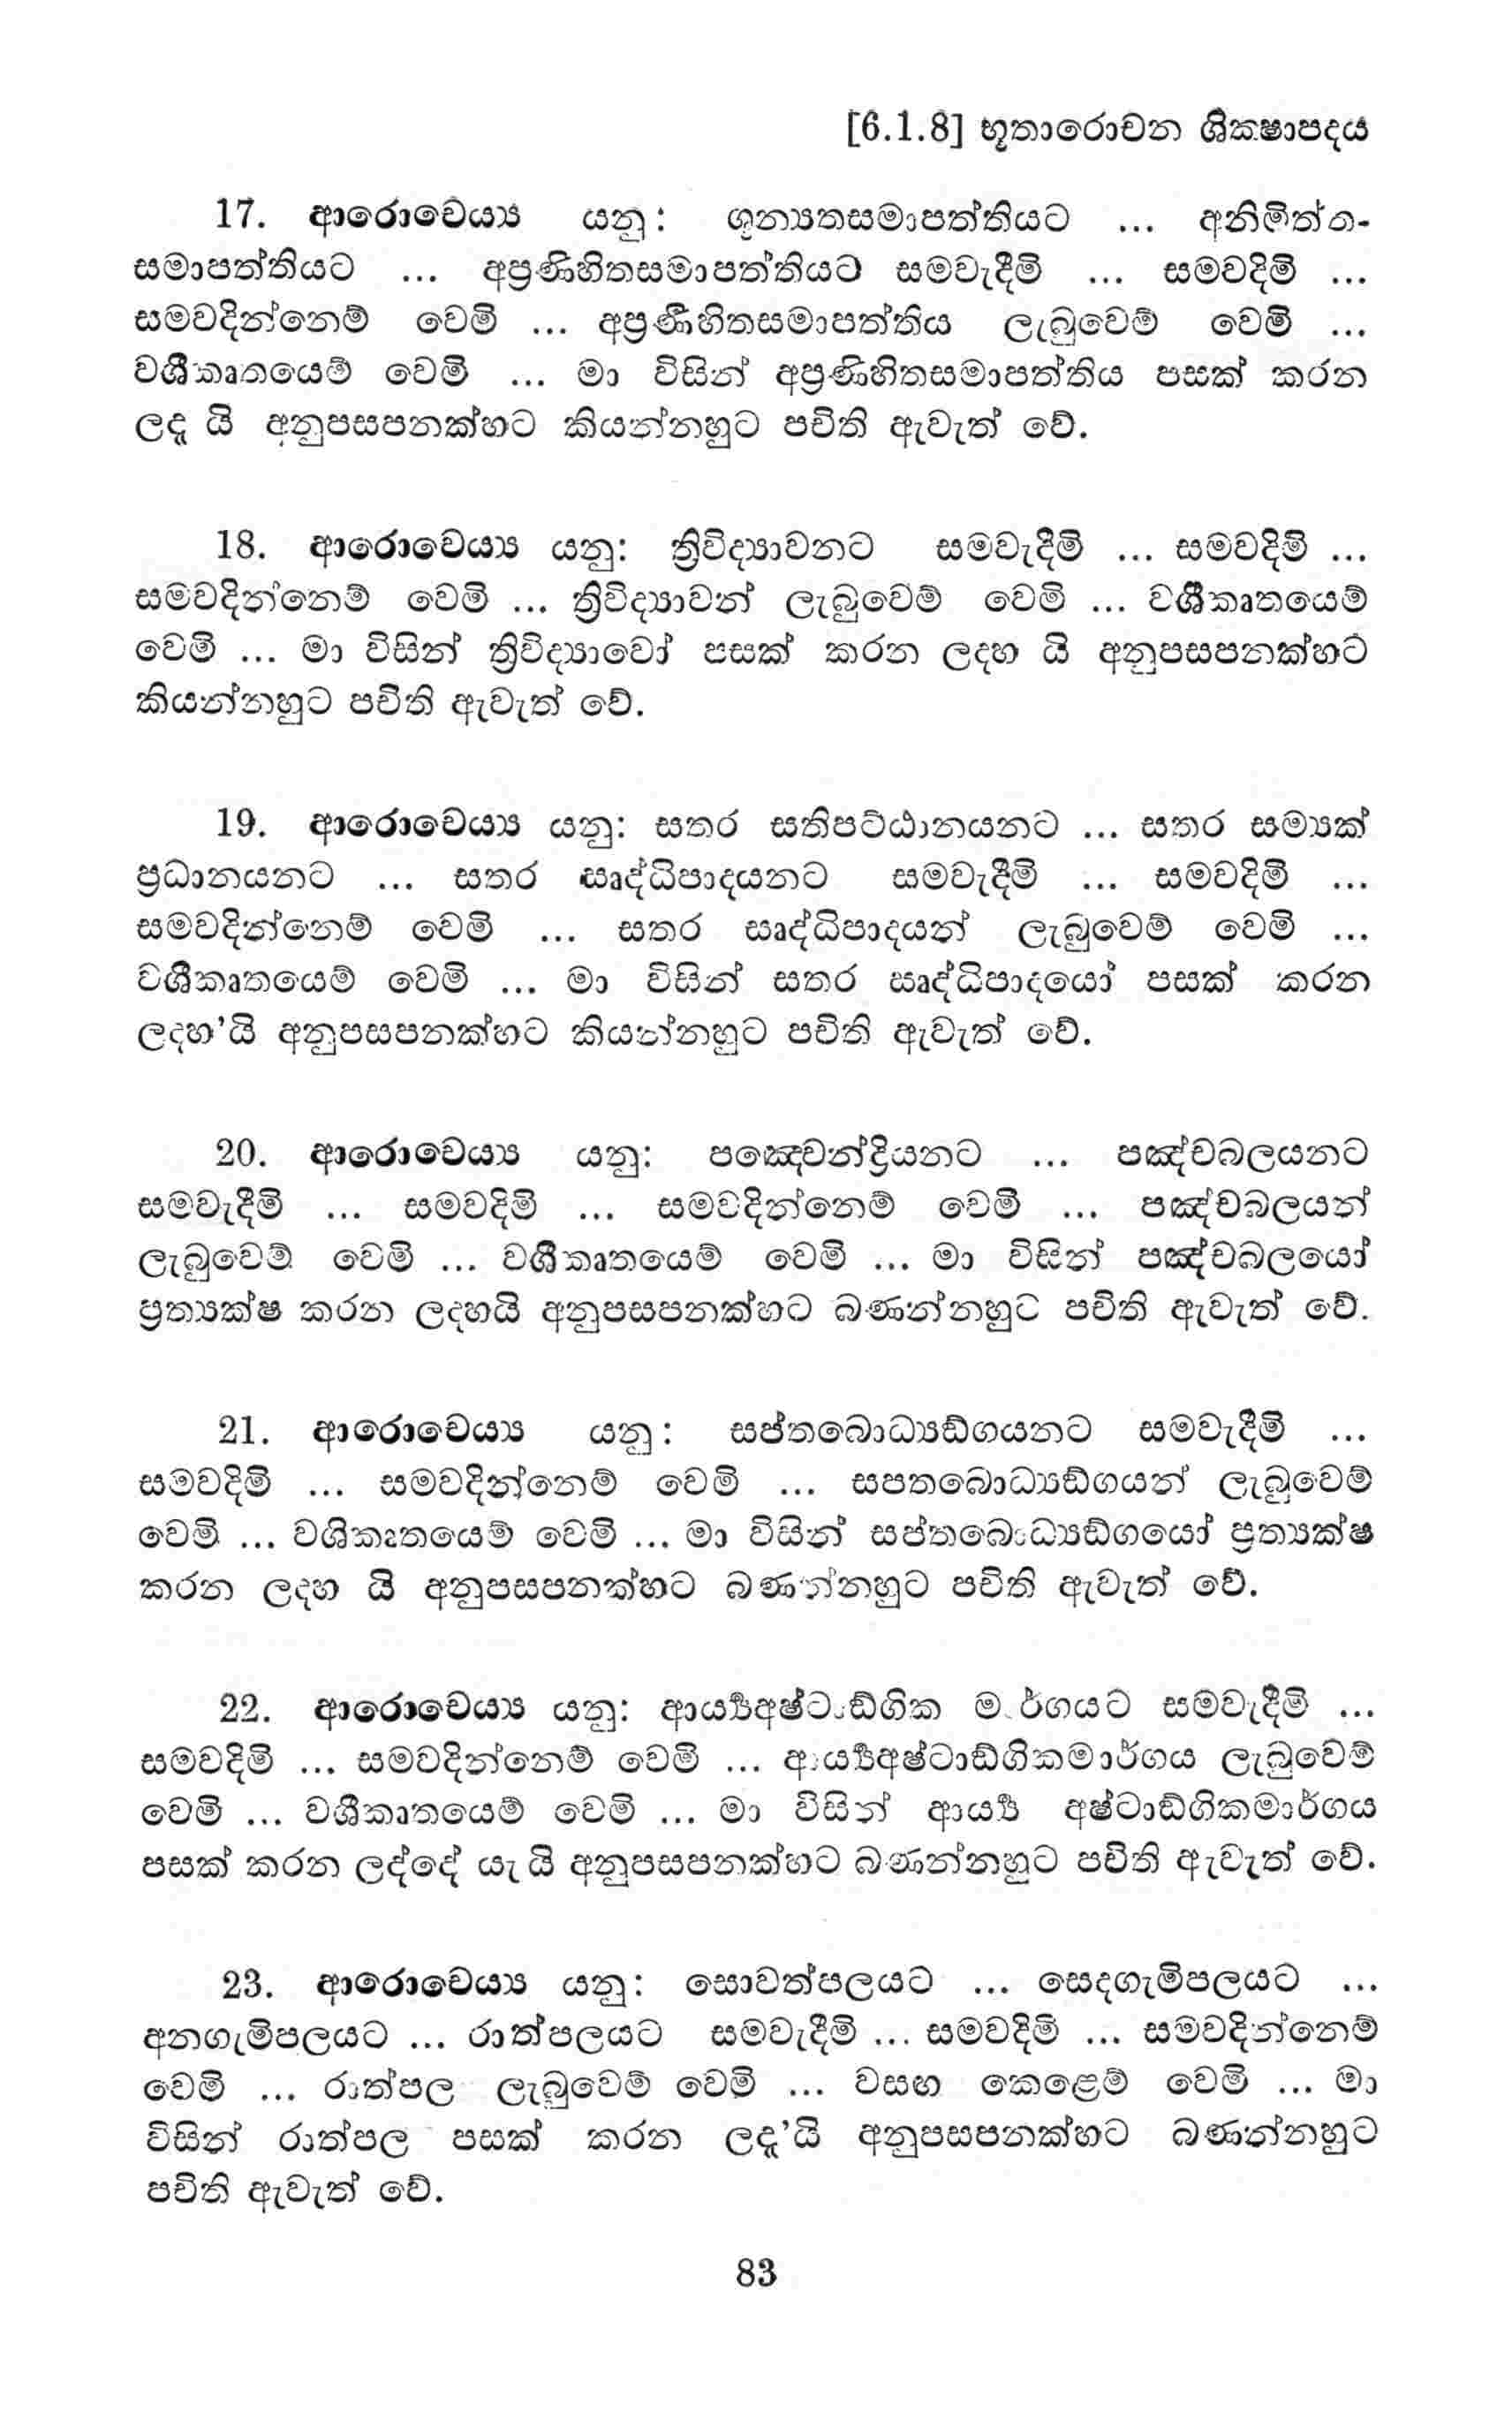 [6.1.8] භූතාරොචන ශික්‍ෂාපදය
17. ආරොචෙය්‍ය යනු: ශූන්‍යතසමාපත්තියට ... අනිමිත්ත-
සමාපත්තියට ... අප්‍රණිහිතසමාපත්තියට සමවැදීමි ... සමවදිමි ...
සමවදින්නෙම් වෙමි ... අප්‍රණිහිතසමාපත්තිය ලැබුවෙම් වෙමි ...
වශීකෘතයෙම් වෙමි ... මා විසින් අප්‍රණිහිතසමාපත්තිය පසක් කරන
ලදැ යි අනුපසපනක්හට කියන්නහුට පචිති ඇවැත් වේ.
18. ආරොචෙය්‍ය යනු: ත්‍රිවිද්‍යාවනට සමවැදීමි ... සමවදිමි ...
සමවදින්නෙම් වෙමි ... ත්‍රිවිද්‍යාවන් ලැබුවෙම් වෙමි ... වශීකෘතයෙම්
වෙමි ... මා විසින් ත්‍රිවිද්‍යාවෝ පසක් කරන ලදහ යි අනුපසපනක්හට
කියන්නහුට පචිති ඇවැත් වේ.
19. ආරොචෙය්‍ය යනු: සතර සතිපට්ඨානයනට ... සතර සම්‍යක්
ප්‍රධානයනට ... සතර ඍද්ධිපාදයනට සමවැදීමි ... සමවදිමි ...
සමවදින්නෙම් වෙමි ... සතර ඍද්ධිපාදයන් ලැබුවෙම් වෙමි ...
වශීකෘතයෙම් වෙමි ... මා විසින් සතර ඍද්ධිපාදයෝ පසක් කරන
ලදහ’යි අනුපසපනක්හට කියන්නහුට පචිති ඇවැත් වේ.
20. ආරොචෙය්‍ය යනු: පඤ්චෙන්ද්‍රියනට ... පඤ්චබලයනට
සමවැදීමි ... සමවදිමි ... සමවදින්නෙම් වෙමි ... පඤ්චබලයන්
ලැබුවෙම් වෙමි ... වශීකෘතයෙම් වෙමි ... මා විසින් පඤ්චබලයෝ
ප්‍රත්‍යක්ෂ කරන ලදහයි අනුපසපනක්හට බණන්නහුට පචිති ඇවැත් වේ.
21. ආරොචෙය්‍ය යනු: සප්තබොධ්‍යඞ්ගයනට සමවැදීමි ...
සමවදිමි ... සමවදින්නෙම් වෙමි ... සපතබොධ්‍යඞ්ගයන් ලැබුවෙම්
වෙමි ... වශිකෘතයෙම් වෙමි ... මා විසින් සප්තබොධ්‍යඞ්ගයෝ ප්‍රත්‍යක්ෂ
කරන ලදහ යි අනුපසපනක්හට බණන්නහුට පචිති ඇවැත් වේ.
22. ආරොචෙය්‍ය යනු: ආර්‍ය්‍යඅෂ්ටාඞ්ගික මාර්ගයට සමවැදීමි ...
සමවදිමි ... සමවදින්නෙම් වෙමි ... ආර්‍ය්‍යඅෂ්ටාඞ්ගිකමාර්ගය ලැබුවෙම්
වෙමි ... වශීකෘතයෙම් වෙමි ... මා විසින් ආර්‍ය්‍ය අෂ්ටාඞ්ගිකමාර්ගය
පසක් කරන ලද්දේ යැ යි අනුපසපනක්හට බණන්නහුට පචිති ඇවැත් වේ.
23. ආරොචෙය්‍ය යනු: සොවත්පලයට ... සෙදගැමිපලයට ...
අනගැමිපලයට ... රාත්පලයට සමවැදීමි ... සමවදිමි ... සමවදින්නෙම්
වෙමි ... රාත්පල ලැබුවෙම් වෙමි ... වසඟ කෙළෙම් වෙමි ... මා
විසින් රාත්පල පසක් කරන ලදැ’යි අනුපසපනක්හට බණන්නහුට
පචිති ඇවැත් වේ.
83